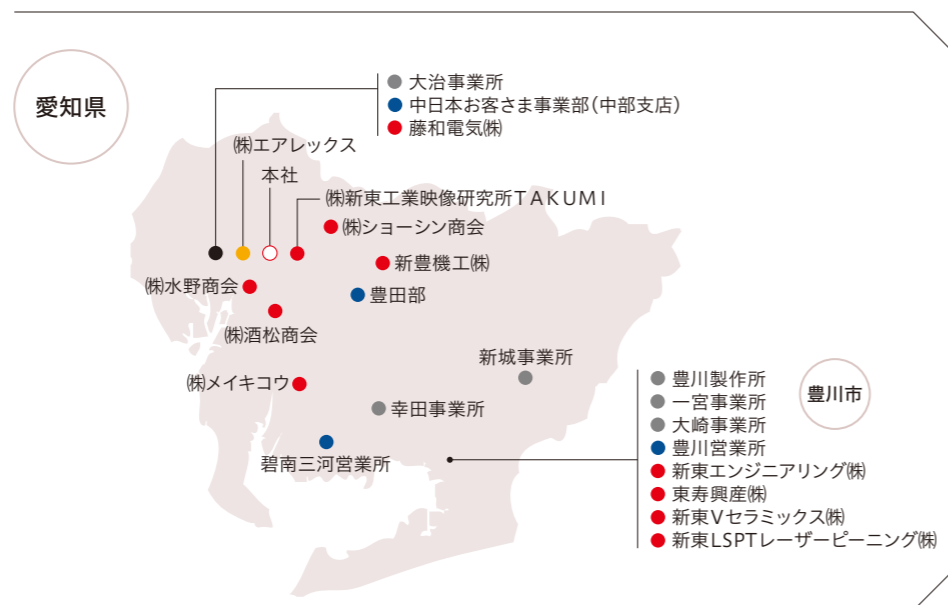 愛知県
大治事業所
中日本お客さま事業部(中部支店)
藤和電気㈱
㈱エアレックス
本社
㈱新東工業映像研究所TAKUMI
㈱ショーシン商会
新豊機工㈱
㈱水野商会
豊田部
㈱酒松商会
新城事業所
㈱メイキコウ
幸田事業所
碧南三河営業所
豊川市
豊川製作所
一宮事業所
大崎事業所
豊川営業所
新東エンジニアリング㈱
東寿興産㈱
新東Vセラミックス㈱
新東LSPTレーザーピーニング㈱